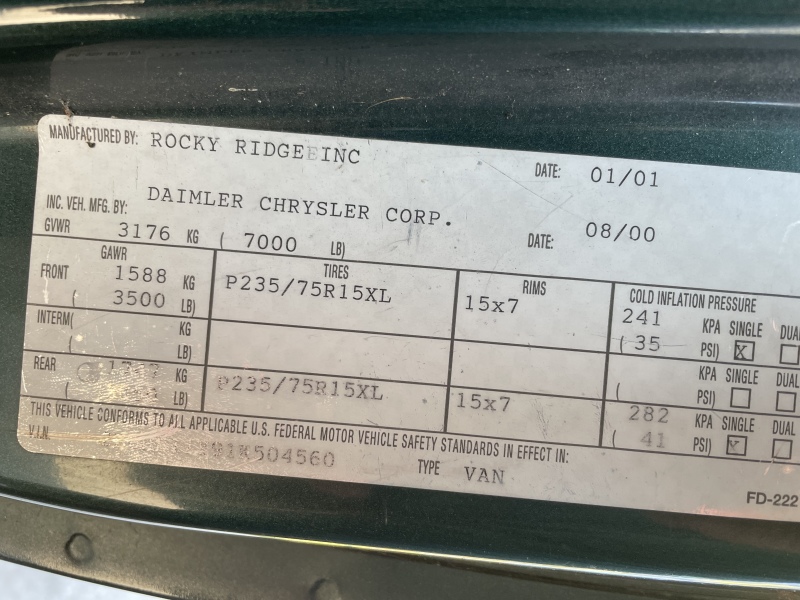 MANUFACTURED BY: ROCKY RIDGE INC DATE: 01/01
INC. VEH. MFG. BY: DAIMLER CHRYSLER CORP. DATE: 08/00
GVWR 3176 KG ( 7000 LB)
GAWR TIRES RIMS COLD INFLATION PRESSURE
FRONT 1588 KG P235/75R15XL 15x7 241 KPA SINGLE DUAL
( 3500 LB) ( 35 PSI) X
INTERM( KG KPA SINGLE DUAL
LB) ( PSI)
REAR KG P235/75R15XL 15x7 282 KPA SINGLE DUAL
( LB) ( 41 PSI) X
THIS VEHICLE CONFORMS TO ALL APPLICABLE U.S. FEDERAL MOTOR VEHICLE SAFETY STANDARDS IN EFFECT IN:
V.I.N. 1K504560 TYPE VAN
FD-222